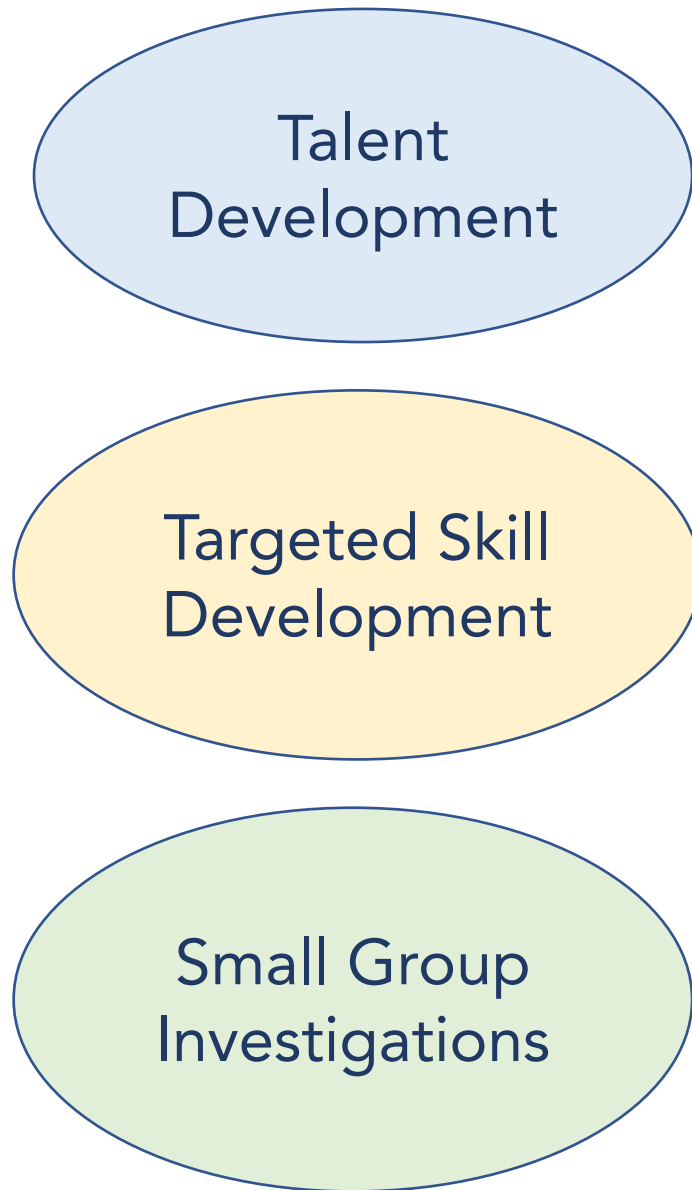 Talent
Development
Targeted Skill
Development
Small Group
Investigations